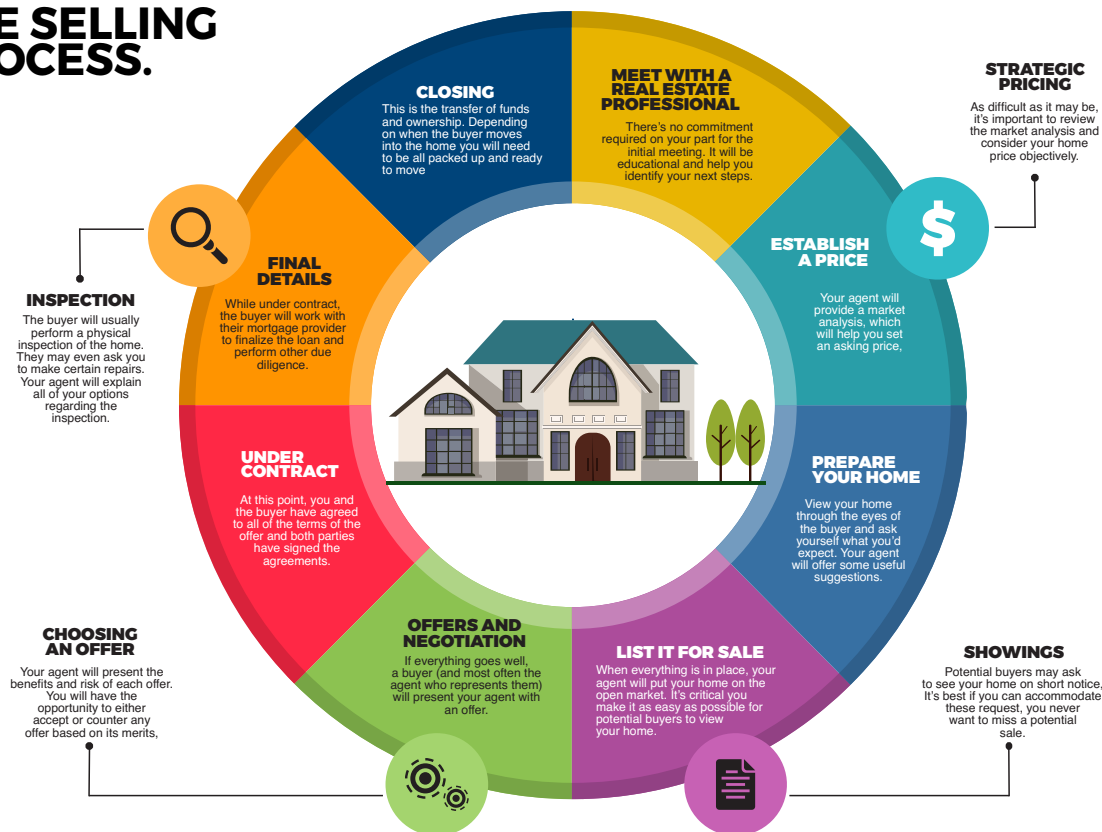 E SELLING
OCESS.
CLOSING
This is the transfer of funds
and ownership. Depending
on when the buyer moves
into the home you will need
to be all packed up and ready
to move
MEET WITH A
REAL ESTATE
PROFESSIONAL
There's no commitment
required on your part for the
initial meeting. It will be
educational and help you
identify your next steps.
STRATEGIC
PRICING
As difficult as it may be,
it's important to review
the market analysis and
consider your home
price objectively.
$
ESTABLISH
A PRICE
Your agent will
provide a market
analysis, which
will help you set
an asking price,
PREPARE
YOUR HOME
View your home
through the eyes of
the buyer and ask
yourself what you'd
expect. Your agent
will offer some useful
suggestions.
LIST IT FOR SALE
When everything is in place, your
agent will put your home on the
open market. It's critical you
make it as easy as possible for
potential buyers to view
your home.
SHOWINGS
Potential buyers may ask
to see your home on short notice,
It's best if you can accommodate
these request, you never
want to miss a potential
sale.
OFFERS AND
NEGOTIATION
If everything goes well,
a buyer (and most often the
agent who represents them)
will present your agent with
an offer.
CHOOSING
AN OFFER
Your agent will present the
benefits and risk of each offer.
You will have the
opportunity to either
accept or counter any
offer based on its merits,
UNDER
CONTRACT
At this point, you and
the buyer have agreed
to all of the terms of the
offer and both parties
have signed the
agreements.
FINAL
DETAILS
While under contract,
the buyer will work with
their mortgage provider
to finalize the loan and
perform other due
diligence.
INSPECTION
The buyer will usually
perform a physical
inspection of the home.
They may even ask you
to make certain repairs.
Your agent will explain
all of your options
regarding the
inspection.